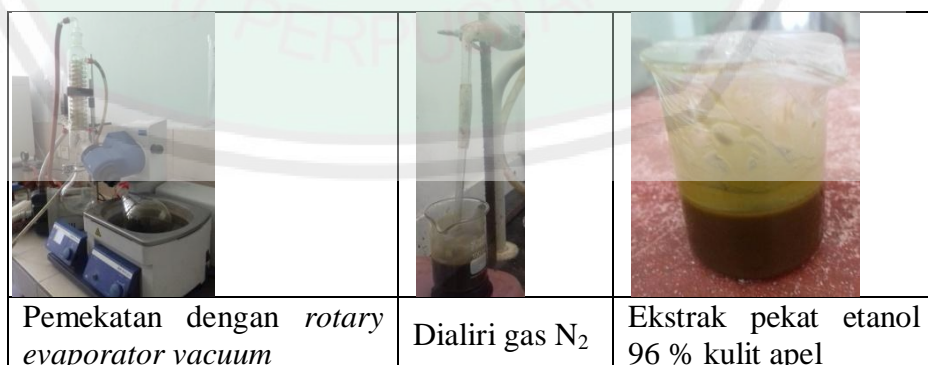 Pemekatan dengan rotary
evaporator vacuum
Dialiri gas N₂
Ekstrak pekat etanol
96 % kulit apel